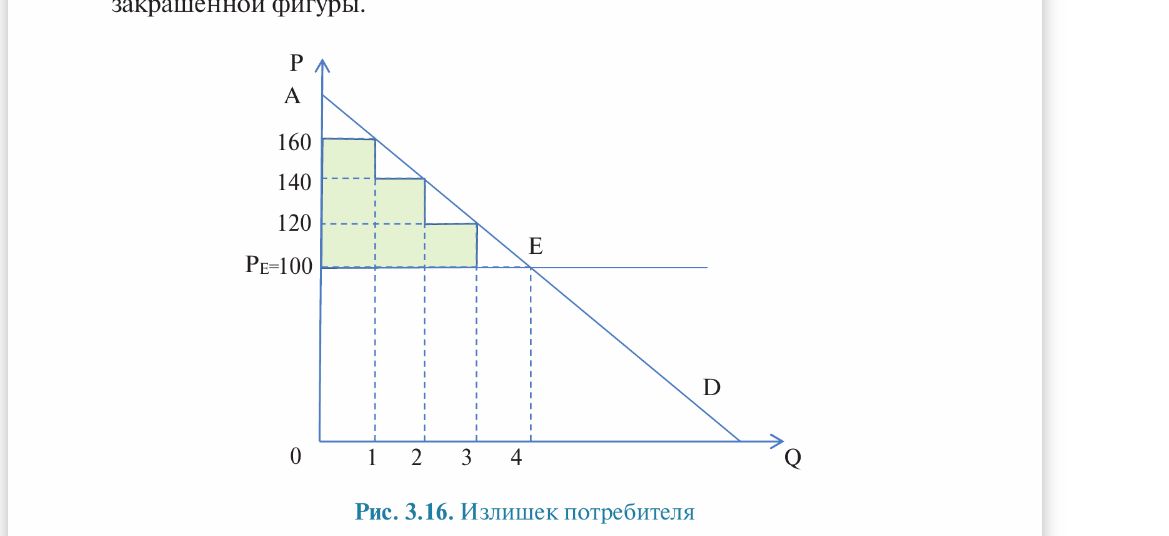 закрашенной фигуры.
P
A
160
140
120
E
PE=100
D
0 1 2 3 4 Q
Рис. 3.16. Излишек потребителя